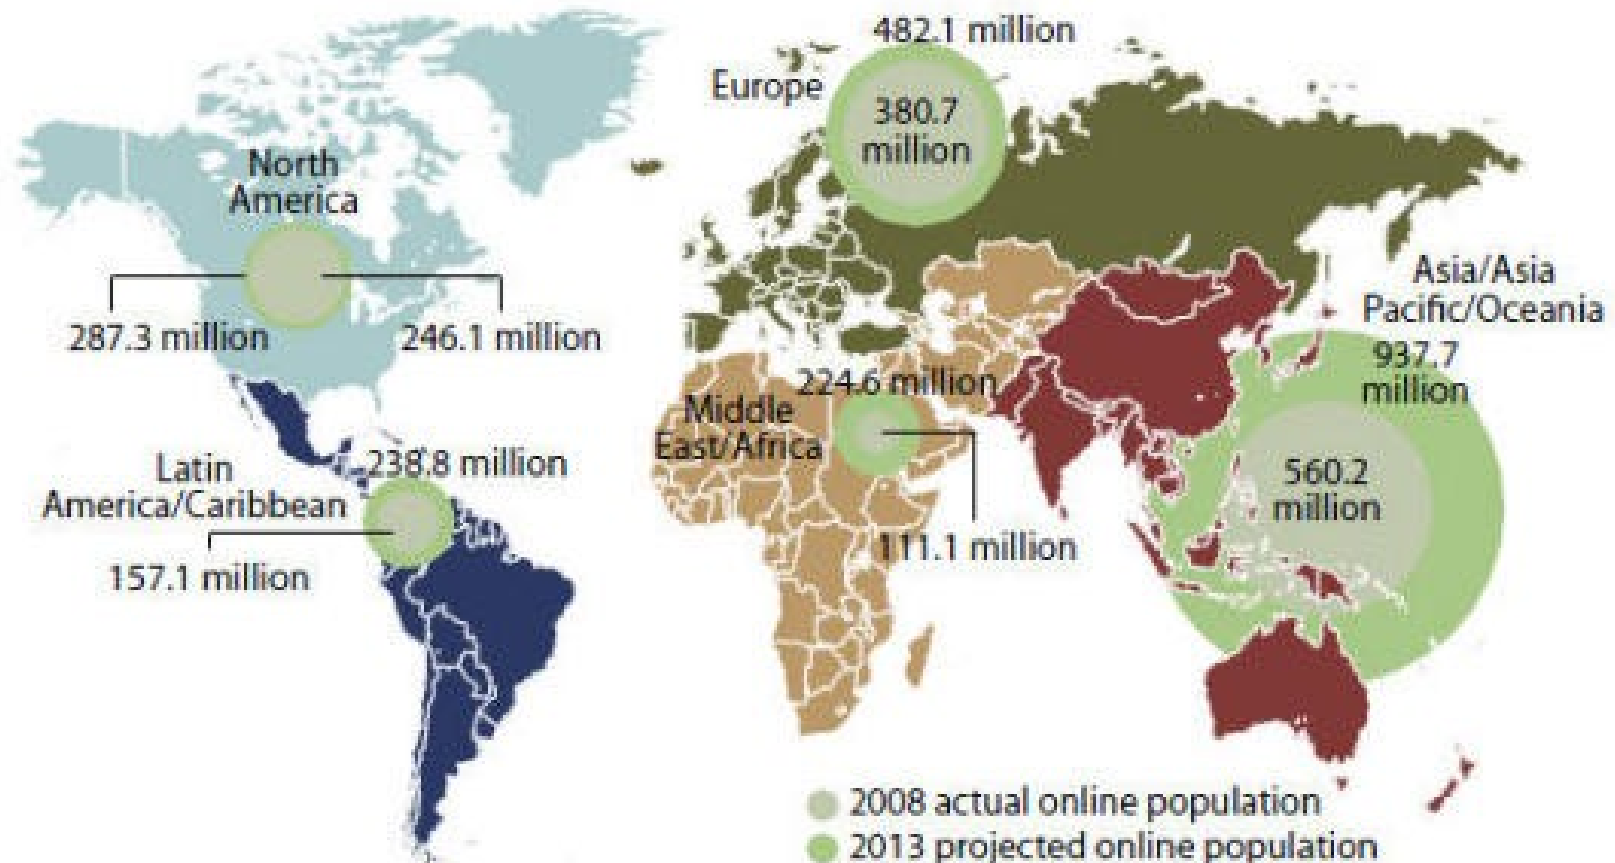 482.1 million
Europe
380.7
million
North
America
287.3 million
246.1 million
Asia/Asia
Pacific/Oceania
937.7
million
224.6 million
Middle
East/Africa
111.1 million
560.2
million
Latin
America/Caribbean
238.8 million
157.1 million
2008 actual online population
2013 projected online population